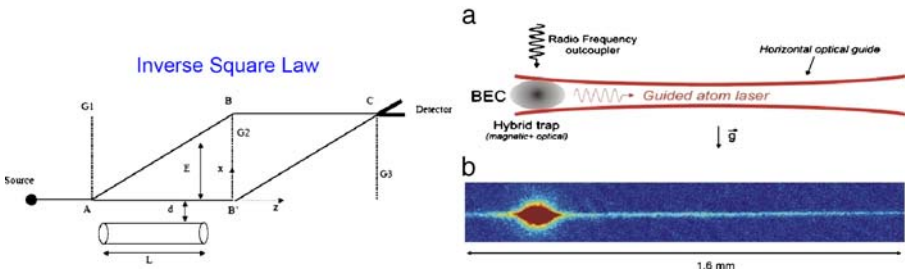 Inverse Square Law
G1
B
C
Detector
G2
E
x
Source
G3
A
d
B'
z
L
a
Radio Frequency
outcoupler
Horizontal optical guide
BEC
Guided atom laser
Hybrid trap
(magnetic+ optical)
g
b
1.6 mm